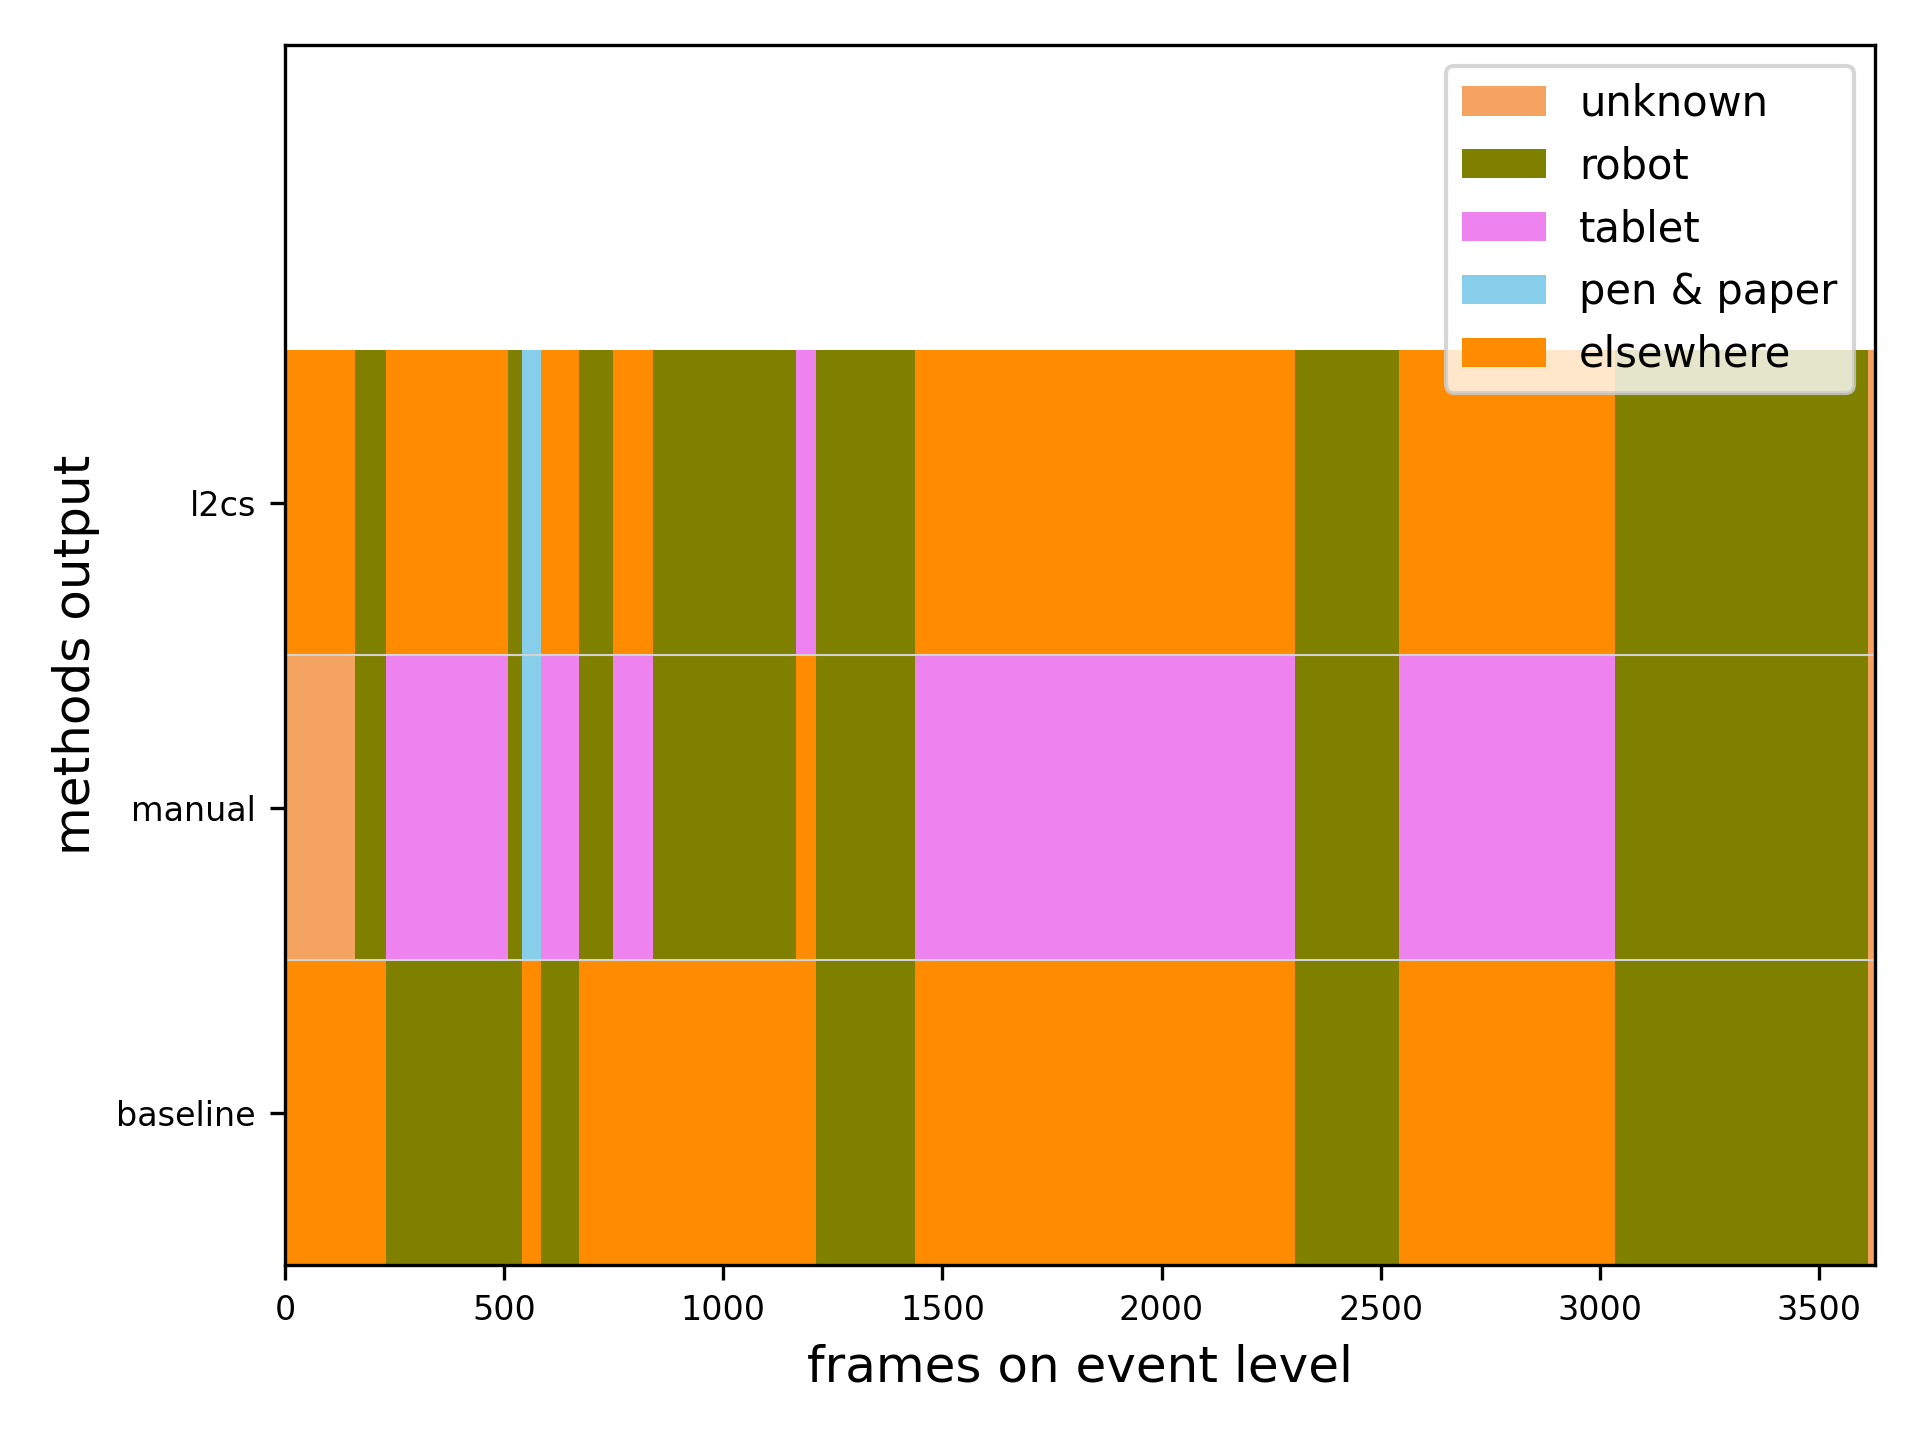 unknown
robot
tablet
pen & paper
elsewhere
methods output
l2cs
manual
baseline
0 500 1000 1500 2000 2500 3000 3500
frames on event level